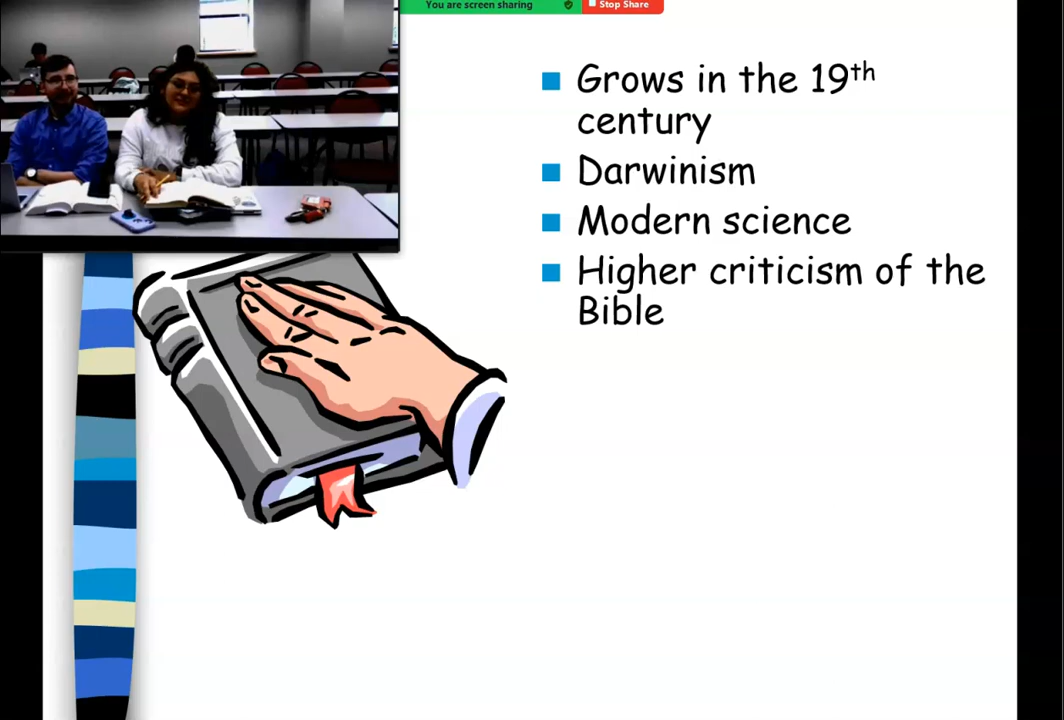 You are screen sharing
Stop Share
Grows in the 19th
century
Darwinism
Modern science
Higher criticism of the
Bible